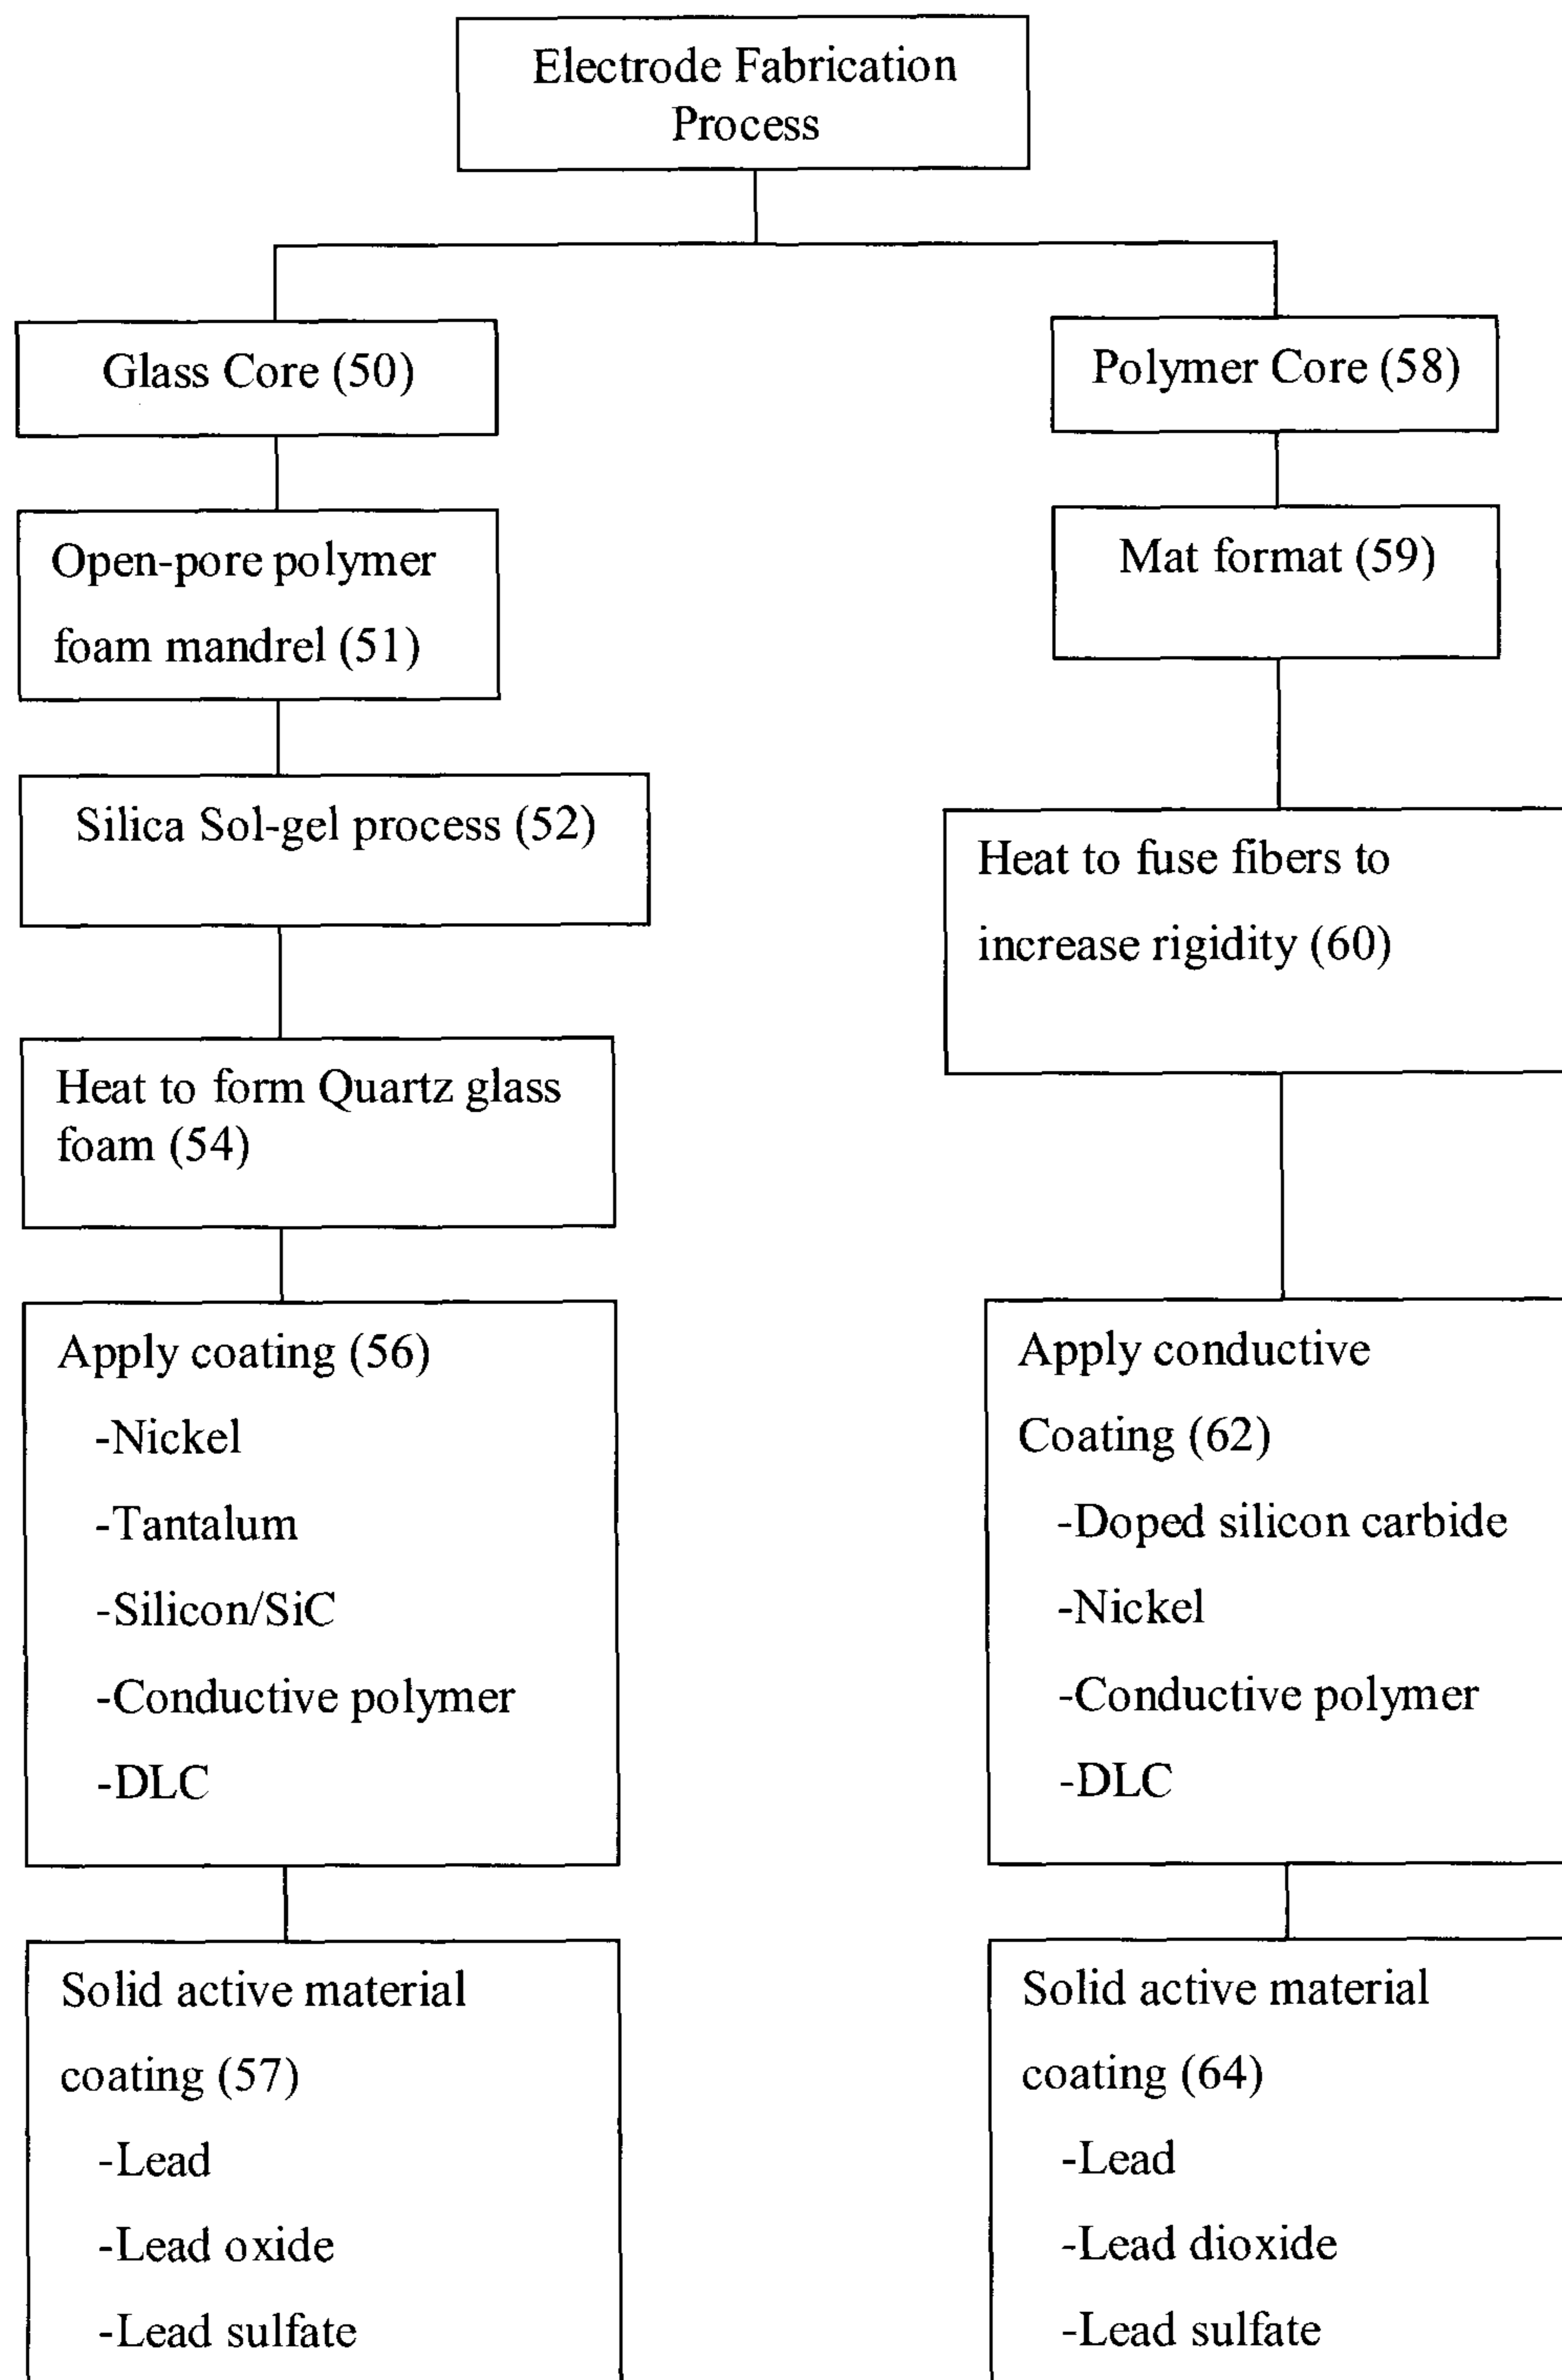 Electrode Fabrication
Process
Glass Core (50)
Open-pore polymer
foam mandrel (51)
Silica Sol-gel process (52)
Heat to form Quartz glass
foam (54)
Apply coating (56)
-Nickel
-Tantalum
-Silicon/SiC
-Conductive polymer
-DLC
Solid active material
coating (57)
-Lead
-Lead oxide
-Lead sulfate
Polymer Core (58)
Mat format (59)
Heat to fuse fibers to
increase rigidity (60)
Apply conductive
Coating (62)
-Doped silicon carbide
-Nickel
-Conductive polymer
-DLC
Solid active material
coating (64)
-Lead
-Lead dioxide
-Lead sulfate